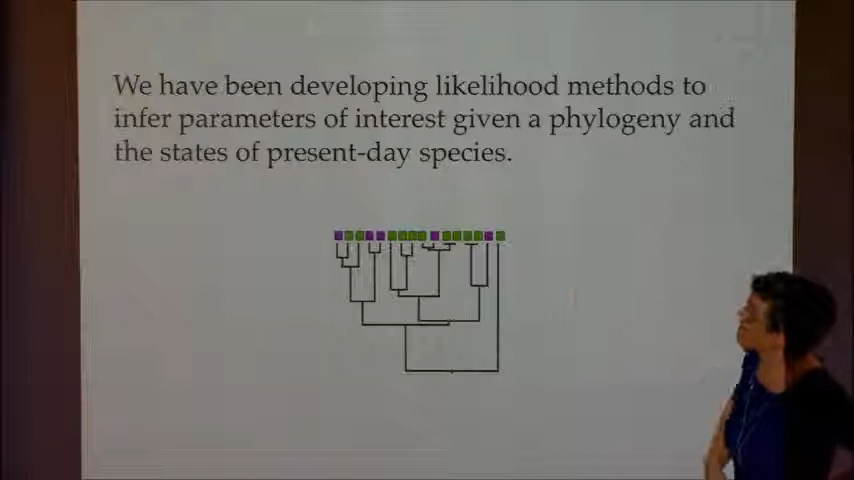 We have been developing likelihood methods to
infer parameters of interest given a phylogeny and
the states of present-day species.